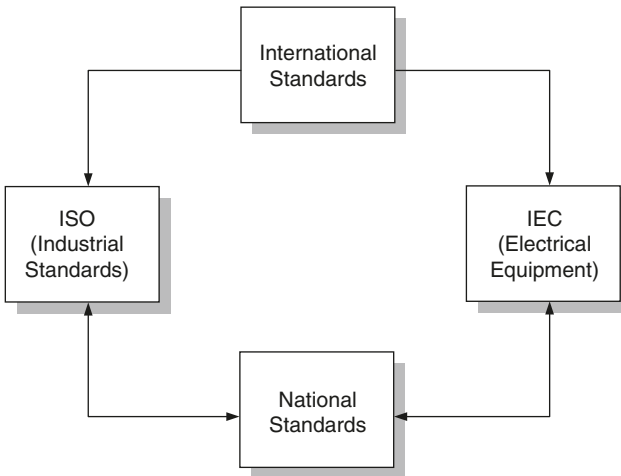 International
Standards
ISO
(Industrial
Standards)
IEC
(Electrical
Equipment)
National
Standards